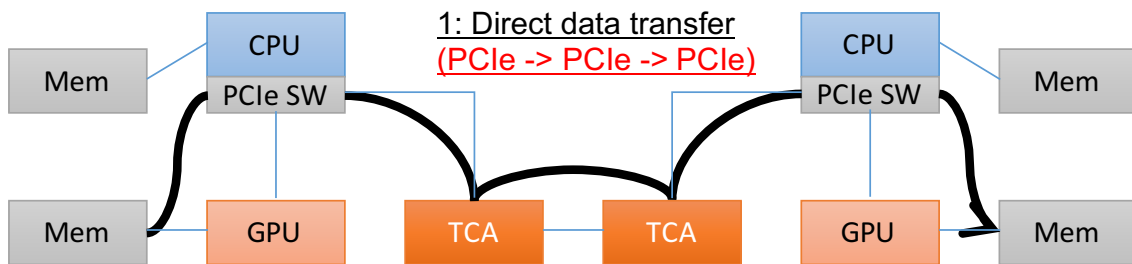 1: Direct data transfer
(PCIe -> PCIe -> PCIe)
CPU
CPU
Mem
Mem
PCIe SW
PCIe SW
Mem
GPU
TCA
TCA
GPU
Mem